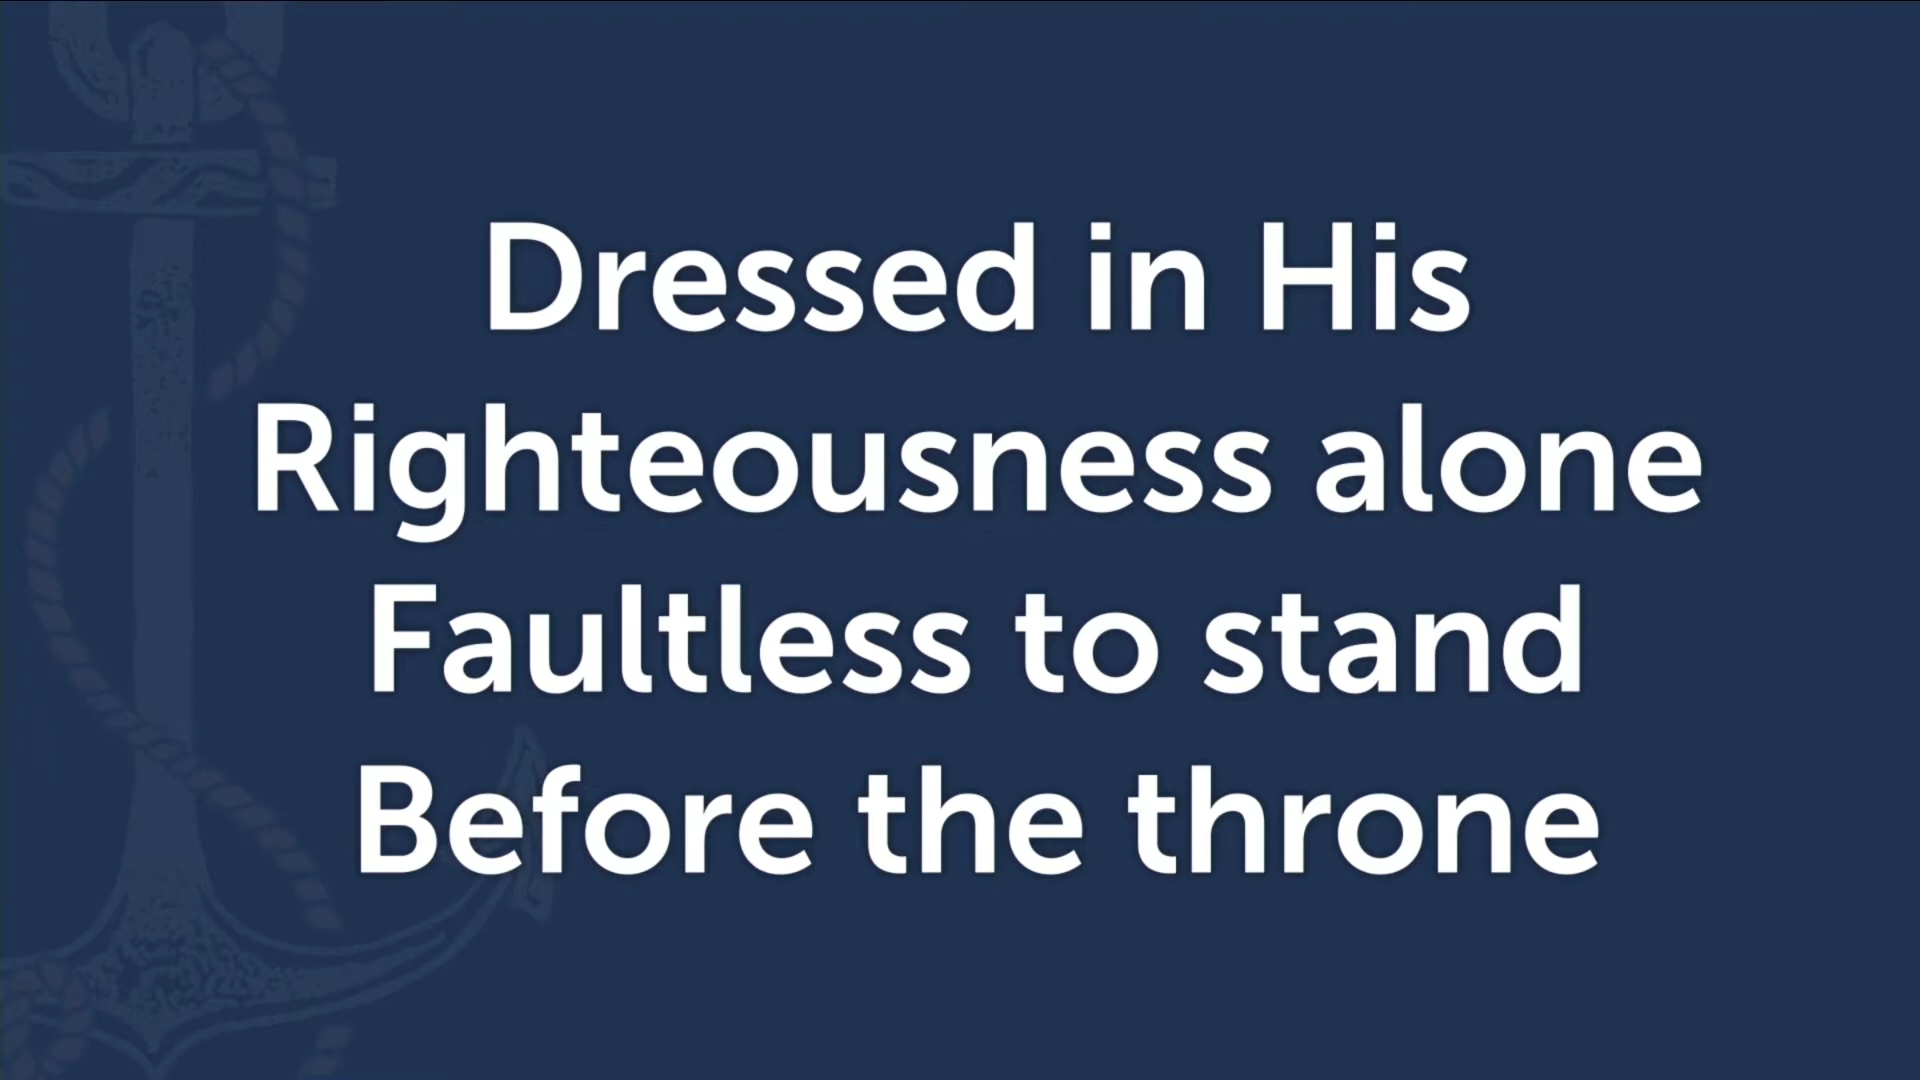 Dressed in His
Righteousness alone
Faultless to stand
Before the throne